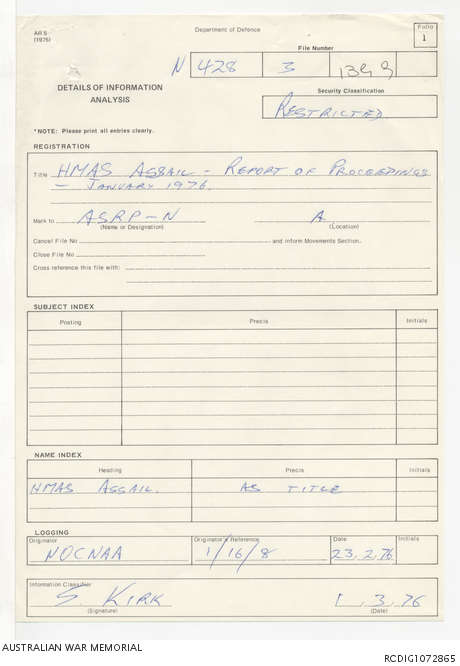 AR 5
(1975)
Department of Defence
FOLIO
1
File Number
N 428 3 1399
DETAILS OF INFORMATION
ANALYSIS
Security Classification
RESTRICTED
*NOTE: Please print all entries clearly.
REGISTRATION
Title HMAS ASSAIL - REPORT OF PROCEEDINGS
- JANUARY 1976.
Mark to ASRP-N A
(Name or Designation) (Location)
Cancel File No and inform Movements Section.
Close File No
Cross reference this file with:
SUBJECT INDEX
Posting Precis Initials
NAME INDEX
Heading Precis Initials
HMAS ASSAIL. AS TITLE
LOGGING
Originator Originator's Reference Date Initials
NOCNAA 1/16/8 23.2.76
Information Classifier
S. KIRK 1.3.76
(Signature) (Date)
AUSTRALIAN WAR MEMORIAL RCDIG1072865